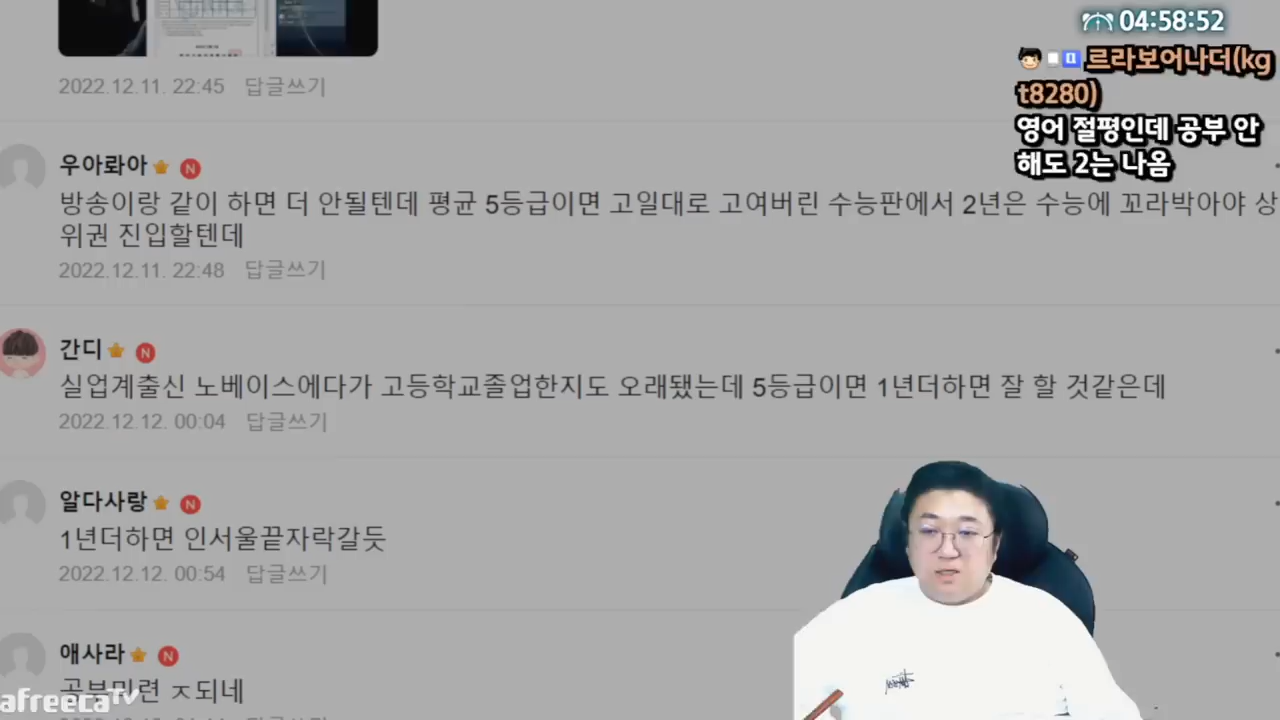 2022.12.11. 22:45 답글쓰기
04:58:52
르라보어나더(kg
t8280)
영어 절평인데 공부 안
해도 2는 나옴
우아롸아 N
방송이랑 같이 하면 더 안될텐데 평균 5등급이면 고일대로 고여버린 수능판에서 2년은 수능에 꼬라박아야 상
위권 진입할텐데
2022.12.11. 22:48 답글쓰기
간디 N
실업계출신 노베이스에다가 고등학교졸업한지도 오래됐는데 5등급이면 1년더하면 잘 할 것같은데
2022.12.12. 00:04 답글쓰기
알다사랑 N
1년더하면 인서울끝자락갈듯
2022.12.12. 00:54 답글쓰기
애사라 N
공부미련 ㅈ되네
afreecaTV